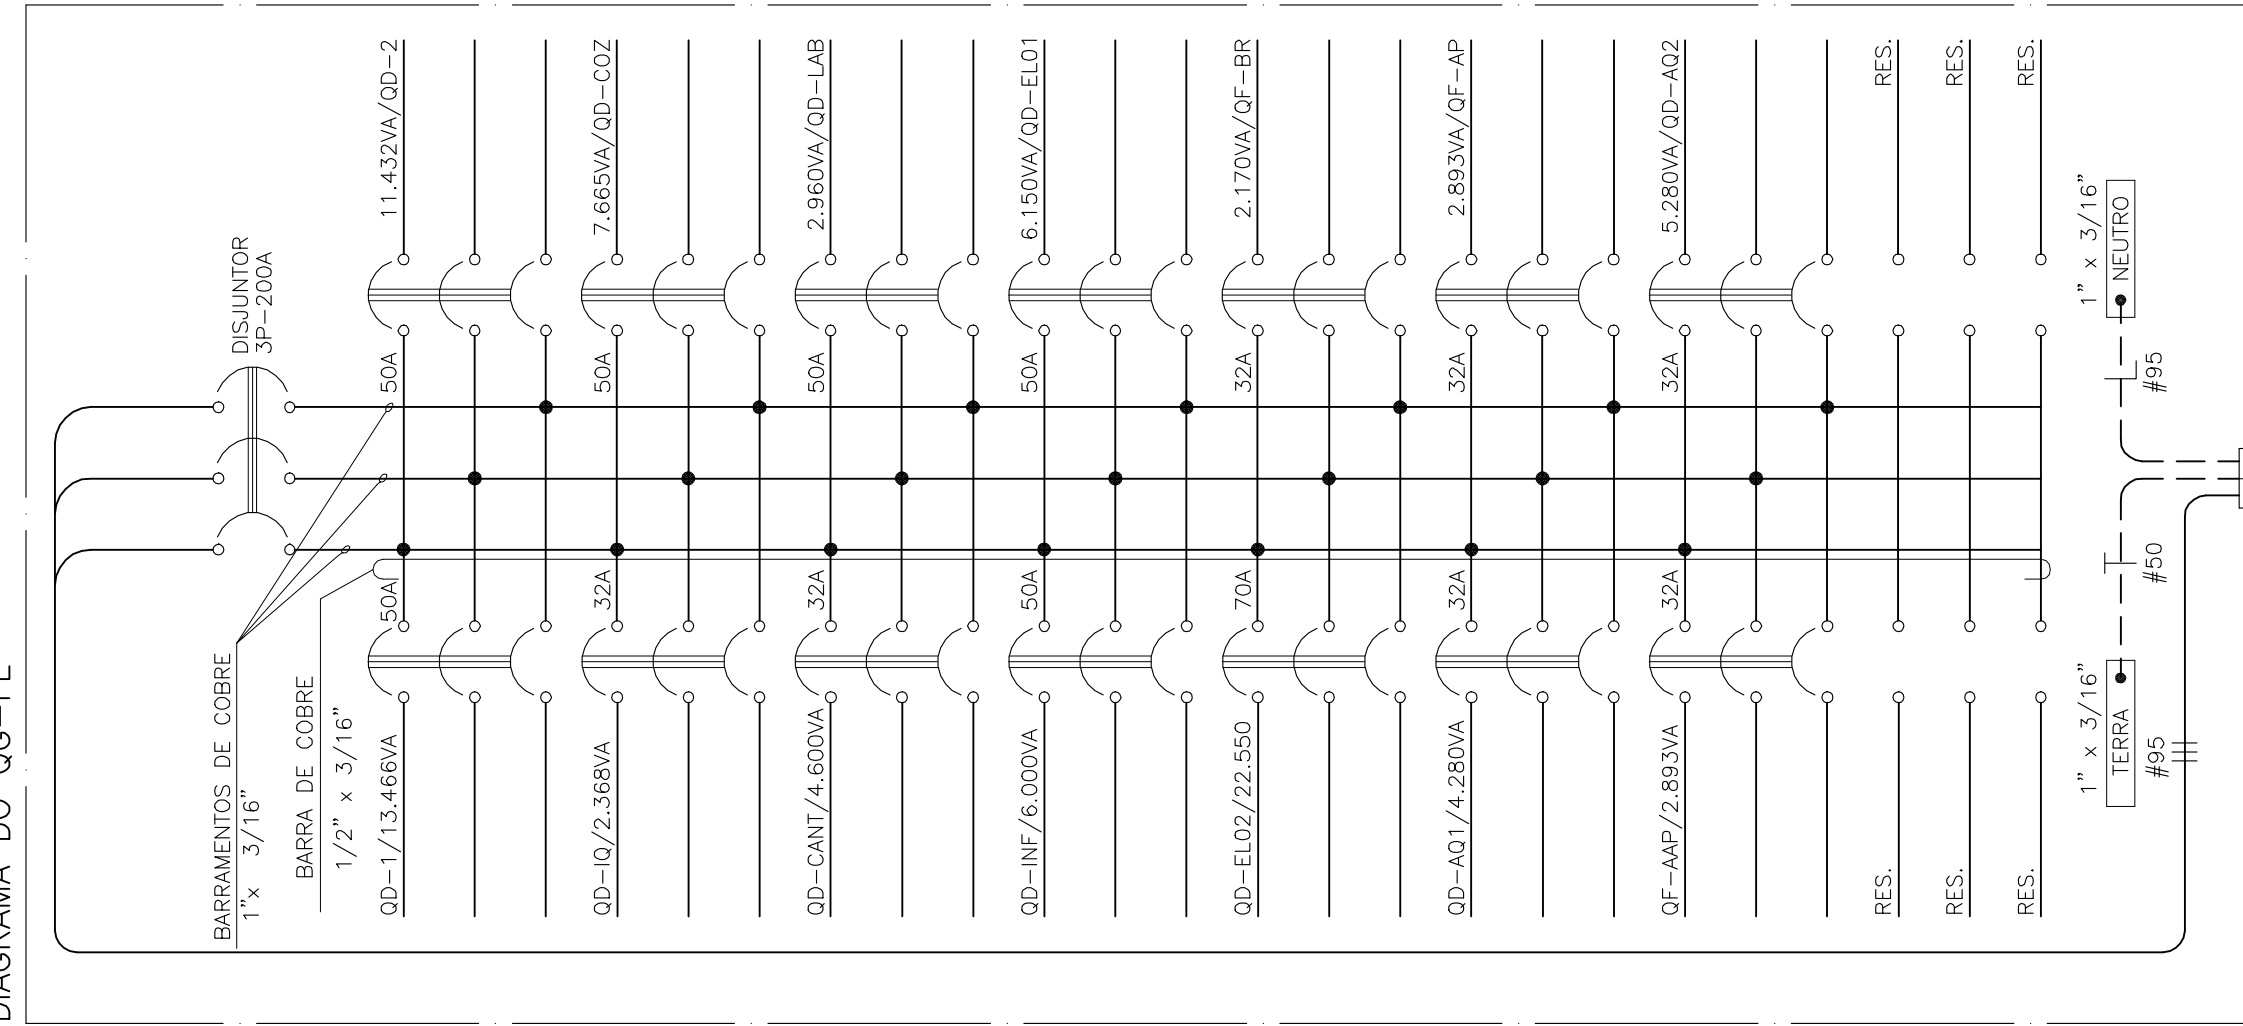 DIAGRAMA DO
DISJUNTOR
3P-200A
BARRAMENTOS DE COBRE
1"x 3/16"
BARRA DE COBRE
1/2" x 3/16"
QD-1/13.466VA
50A
50A
11.432VA/QD-2
QD-IQ/2.368VA
32A
50A
7.665VA/QD-COZ
QD-CANT/4.600VA
32A
50A
2.960VA/QD-LAB
QD-INF/6.000VA
50A
50A
6.150VA/QD-EL01
QD-EL02/22.550
70A
32A
2.170VA/QF-BR
QD-AQ1/4.280VA
32A
32A
2.893VA/QF-AP
QF-AAP/2.893VA
32A
32A
5.280VA/QD-AQ2
RES.
RES.
RES.
RES.
RES.
RES.
1" x 3/16"
TERRA
#95
#50
1" x 3/16"
NEUTRO
#95